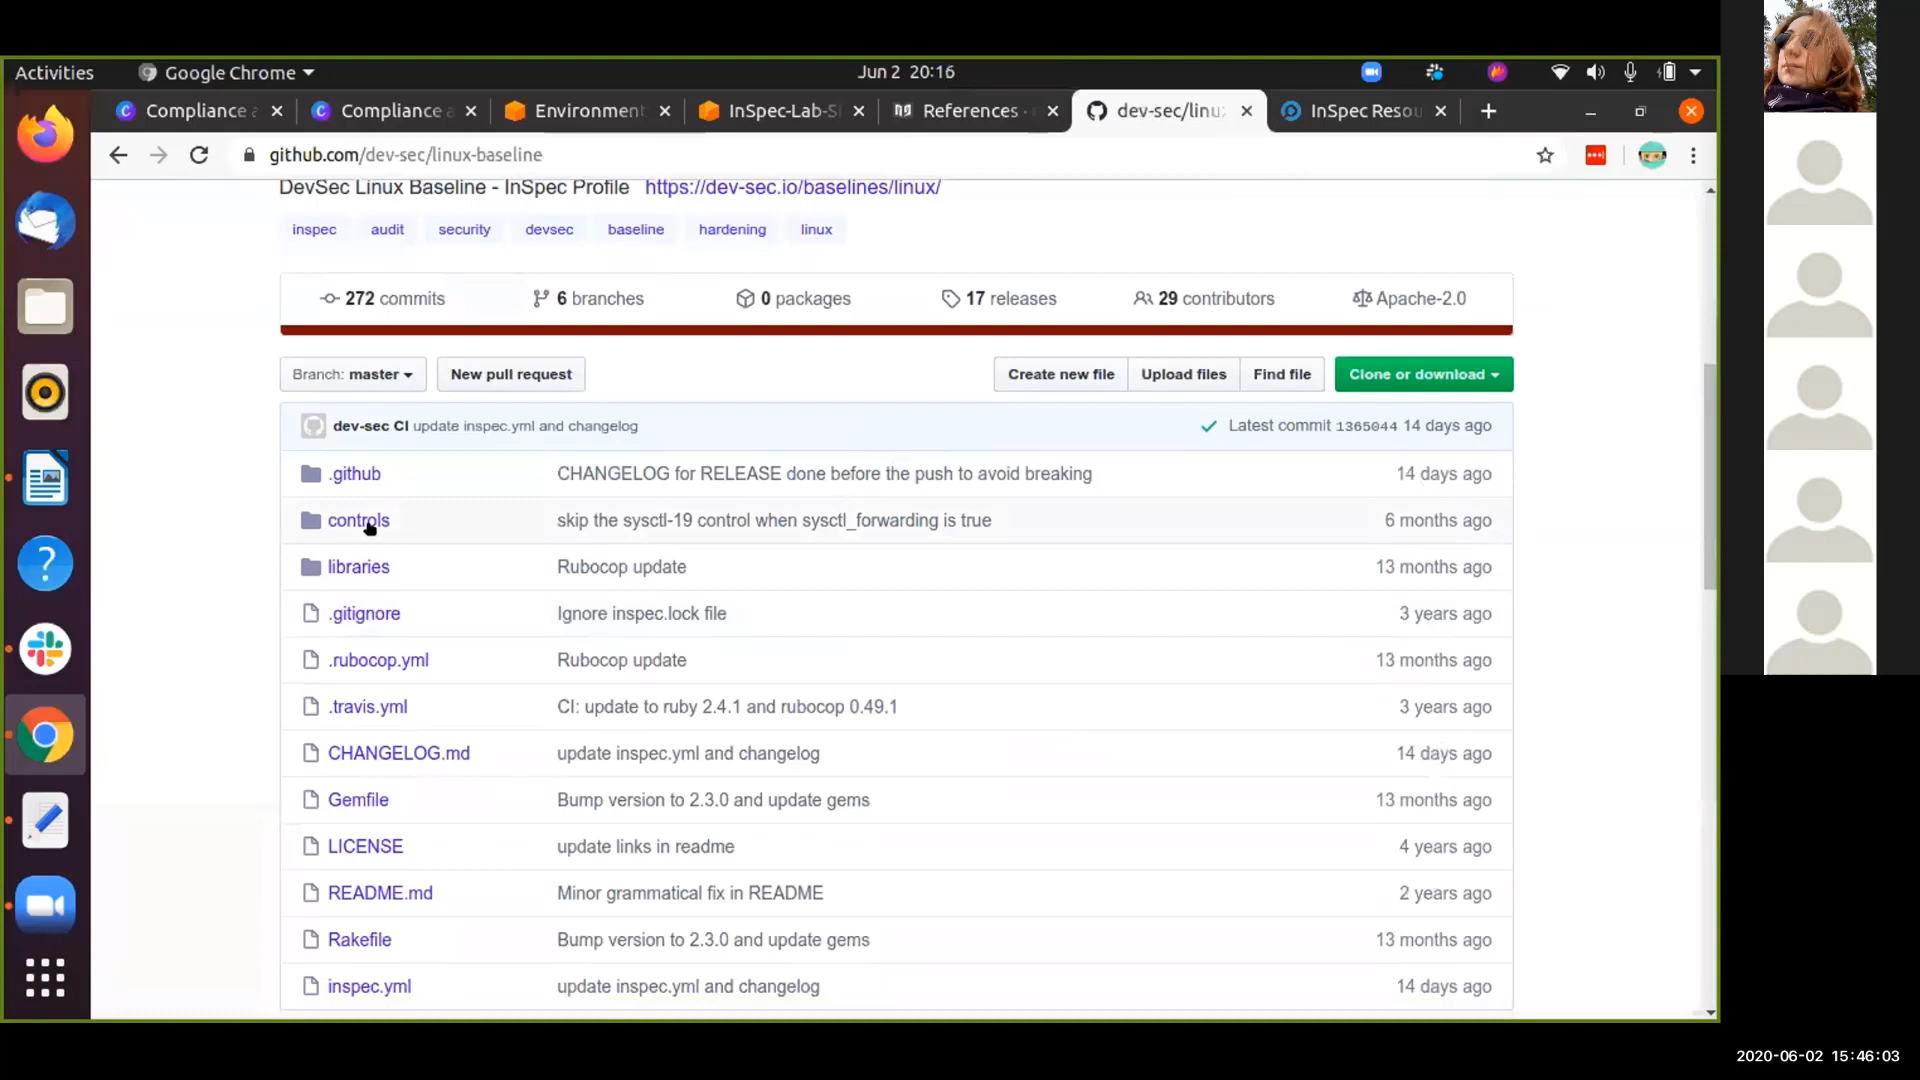 Activities Google Chrome Jun 2 20:16
Compliance a Compliance a Environment InSpec-Lab-S References - dev-sec/linux InSpec Resou
github.com/dev-sec/linux-baseline
DevSec Linux Baseline - InSpec Profile https://dev-sec.io/baselines/linux/
inspec audit security devsec baseline hardening linux
272 commits 6 branches 0 packages 17 releases 29 contributors Apache-2.0
Branch: master New pull request Create new file Upload files Find file Clone or download
dev-sec CI update inspec.yml and changelog Latest commit 1365044 14 days ago
.github CHANGELOG for RELEASE done before the push to avoid breaking 14 days ago
controls skip the sysctl-19 control when sysctl_forwarding is true 6 months ago
libraries Rubocop update 13 months ago
.gitignore Ignore inspec.lock file 3 years ago
.rubocop.yml Rubocop update 13 months ago
.travis.yml CI: update to ruby 2.4.1 and rubocop 0.49.1 3 years ago
CHANGELOG.md update inspec.yml and changelog 14 days ago
Gemfile Bump version to 2.3.0 and update gems 13 months ago
LICENSE update links in readme 4 years ago
README.md Minor grammatical fix in README 2 years ago
Rakefile Bump version to 2.3.0 and update gems 13 months ago
inspec.yml update inspec.yml and changelog 14 days ago
2020-06-02 15:46:03